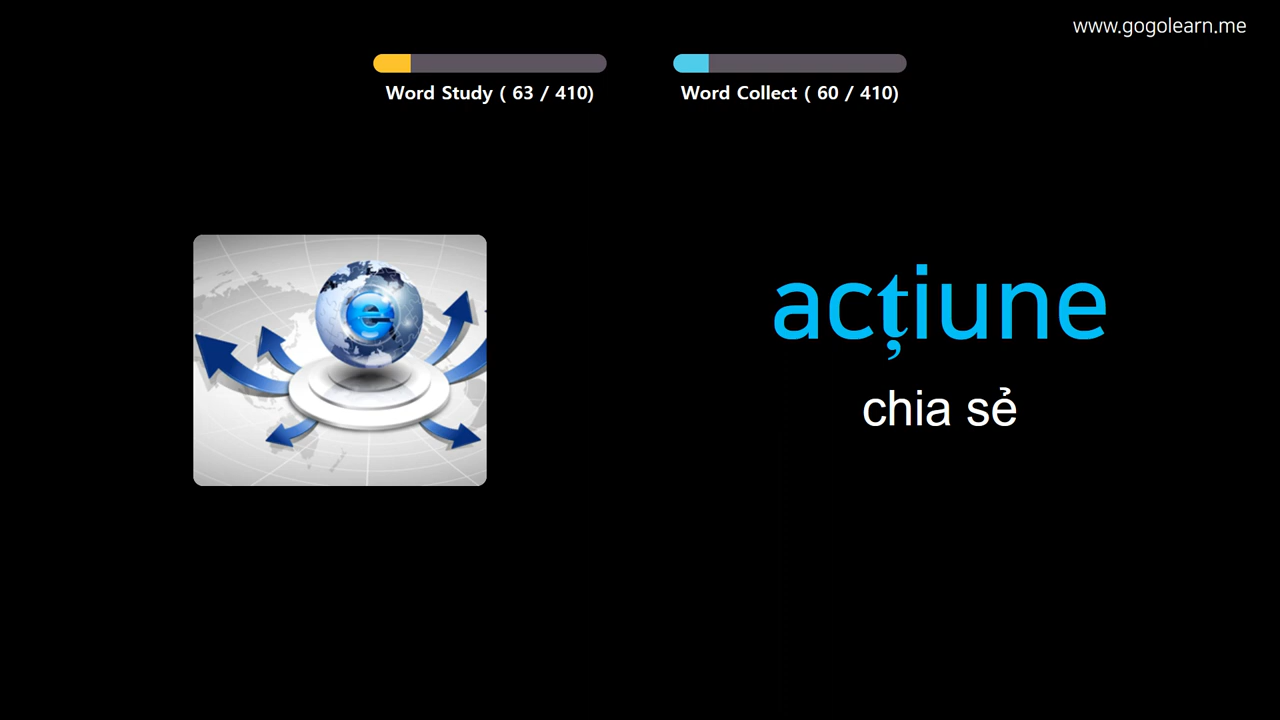 www.gogolearn.me
Word Study ( 63 / 410)
Word Collect ( 60 / 410)
e
acțiune
chia sẻ